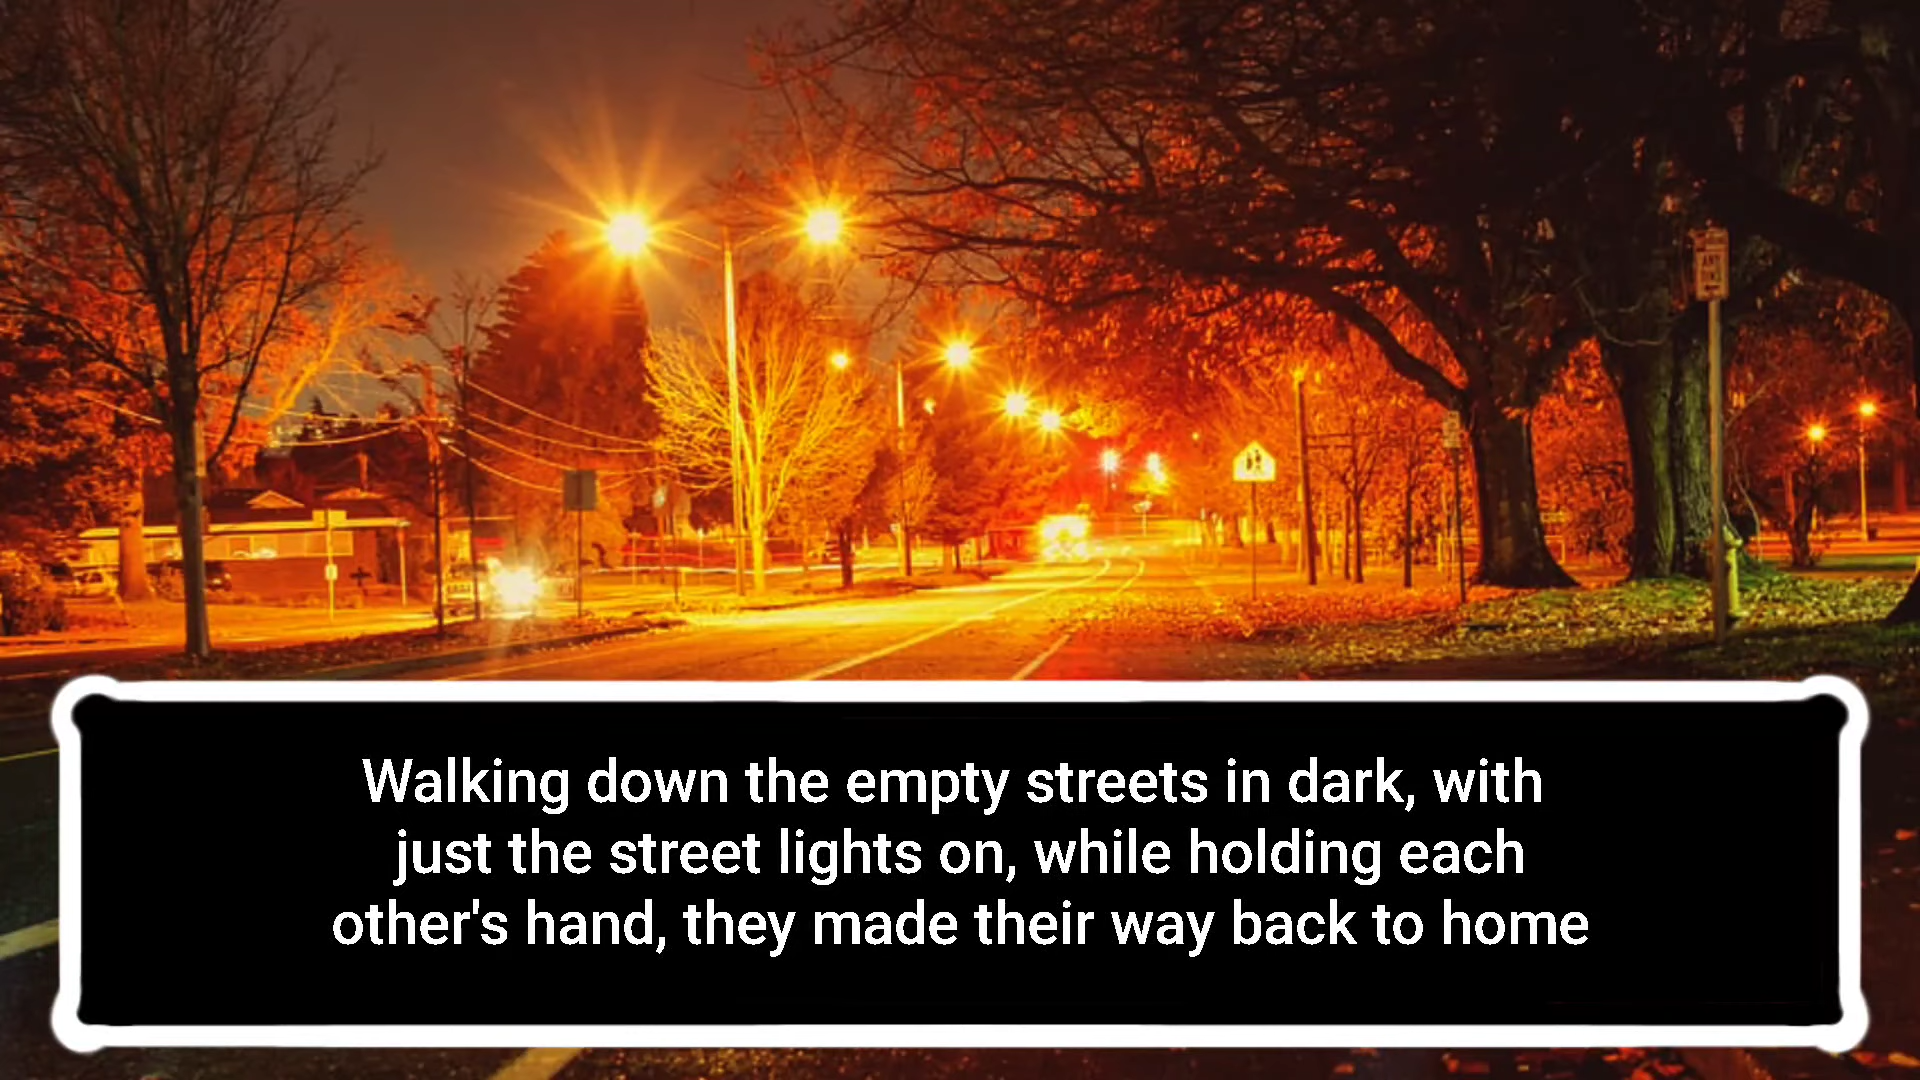 Walking down the empty streets in dark, with
just the street lights on, while holding each
other's hand, they made their way back to home